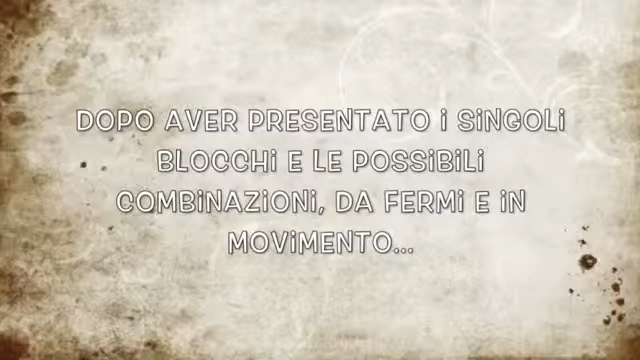 DOPO AVER PRESENTATO i SiNGOLi
BLOCCHi E LE POSSiBiLi
COMBiNAZiONi, DA FERMi E iN
MOViMENTO...